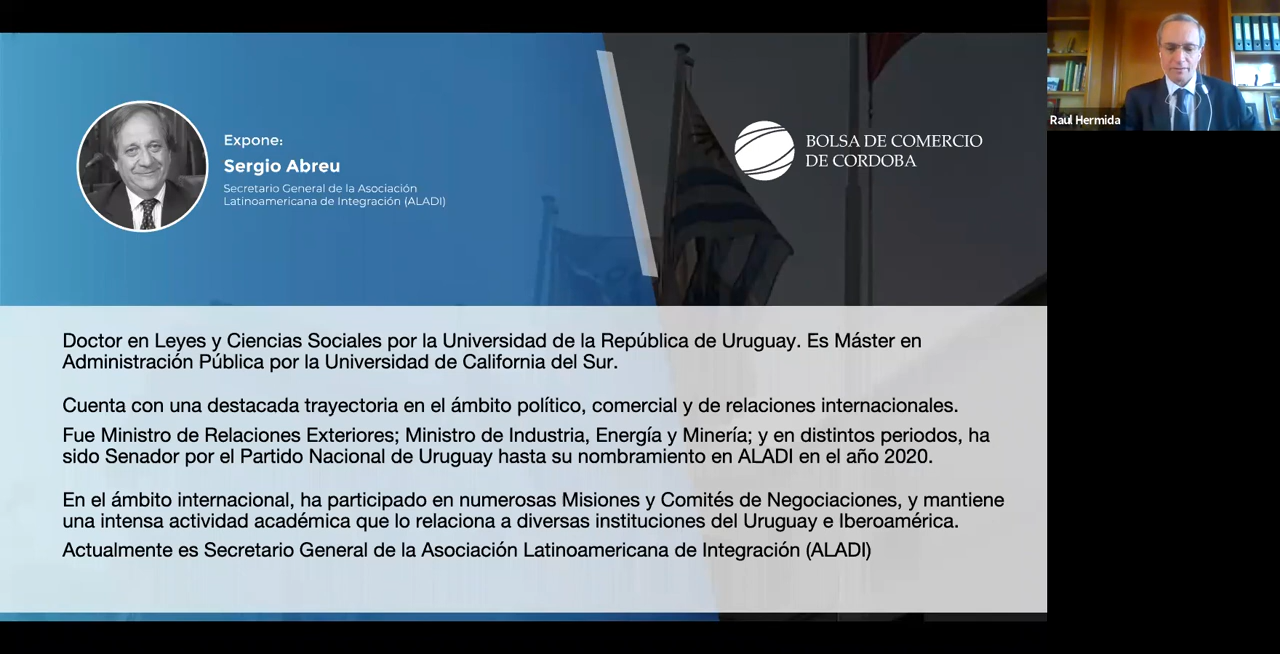 Expone:
Sergio Abreu
Secretario General de la Asociación
Latinoamericana de Integración (ALADI)
BOLSA DE COMERCIO
DE CORDOBA
Raul Hermida
Doctor en Leyes y Ciencias Sociales por la Universidad de la República de Uruguay. Es Máster en
Administración Pública por la Universidad de California del Sur.
Cuenta con una destacada trayectoria en el ámbito político, comercial y de relaciones internacionales.
Fue Ministro de Relaciones Exteriores; Ministro de Industria, Energía y Minería; y en distintos periodos, ha
sido Senador por el Partido Nacional de Uruguay hasta su nombramiento en ALADI en el año 2020.
En el ámbito internacional, ha participado en numerosas Misiones y Comités de Negociaciones, y mantiene
una intensa actividad académica que lo relaciona a diversas instituciones del Uruguay e Iberoamérica.
Actualmente es Secretario General de la Asociación Latinoamericana de Integración (ALADI)